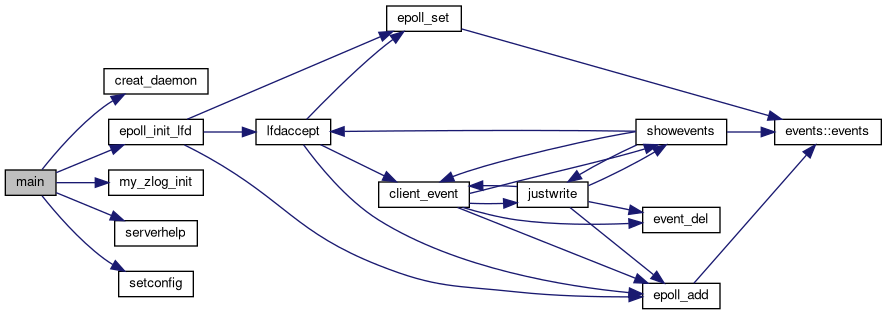 main
creat_daemon
epoll_init_lfd
my_zlog_init
serverhelp
setconfig
lfdaccept
epoll_set
client_event
justwrite
showevents
event_del
epoll_add
events::events